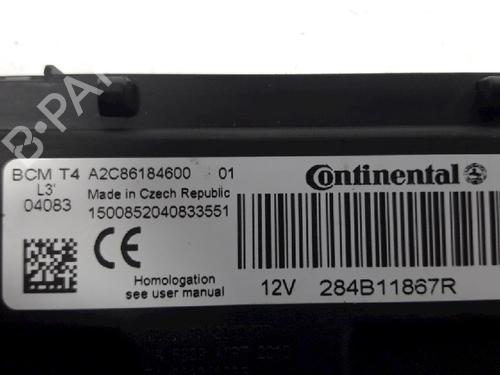 B-PARTS
BCM T4 A2C86184600 01
L3'
04083
Made in Czech Republic
1500852040833551
CE
Homologation
see user manual
Continental
12V 284B11867R